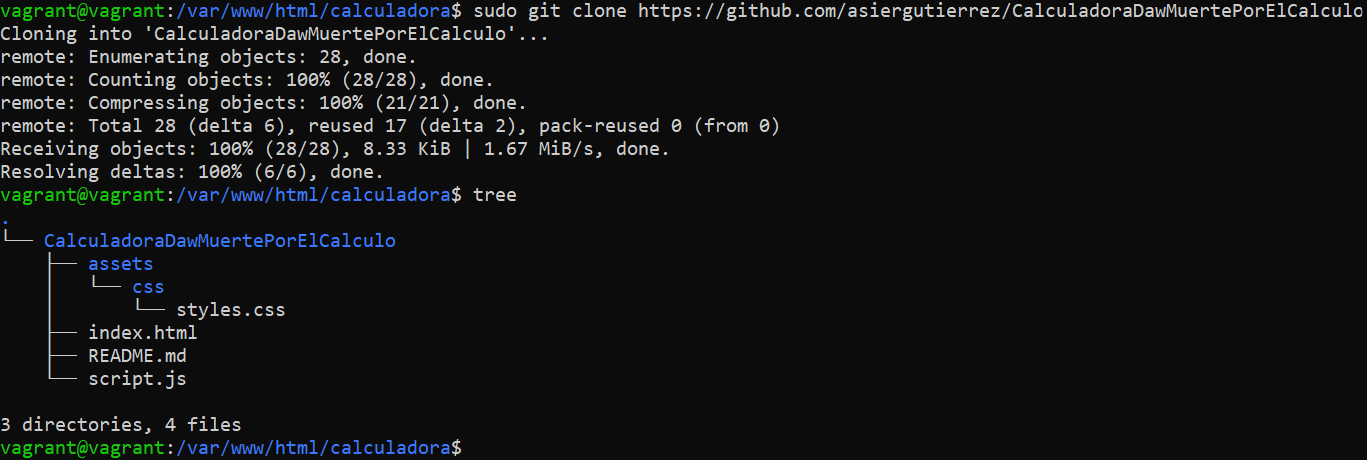 vagrant@vagrant:/var/www/html/calculadora$ sudo git clone https://github.com/asiergutierrez/CalculadoraDawMuertePorElCalculo
Cloning into 'CalculadoraDawMuertePorElCalculo'...
remote: Enumerating objects: 28, done.
remote: Counting objects: 100% (28/28), done.
remote: Compressing objects: 100% (21/21), done.
remote: Total 28 (delta 6), reused 17 (delta 2), pack-reused 0 (from 0)
Receiving objects: 100% (28/28), 8.33 KiB | 1.67 MiB/s, done.
Resolving deltas: 100% (6/6), done.
vagrant@vagrant:/var/www/html/calculadora$ tree
.
└── CalculadoraDawMuertePorElCalculo
    ├── assets
    │   └── css
    │       └── styles.css
    ├── index.html
    ├── README.md
    └── script.js

3 directories, 4 files
vagrant@vagrant:/var/www/html/calculadora$